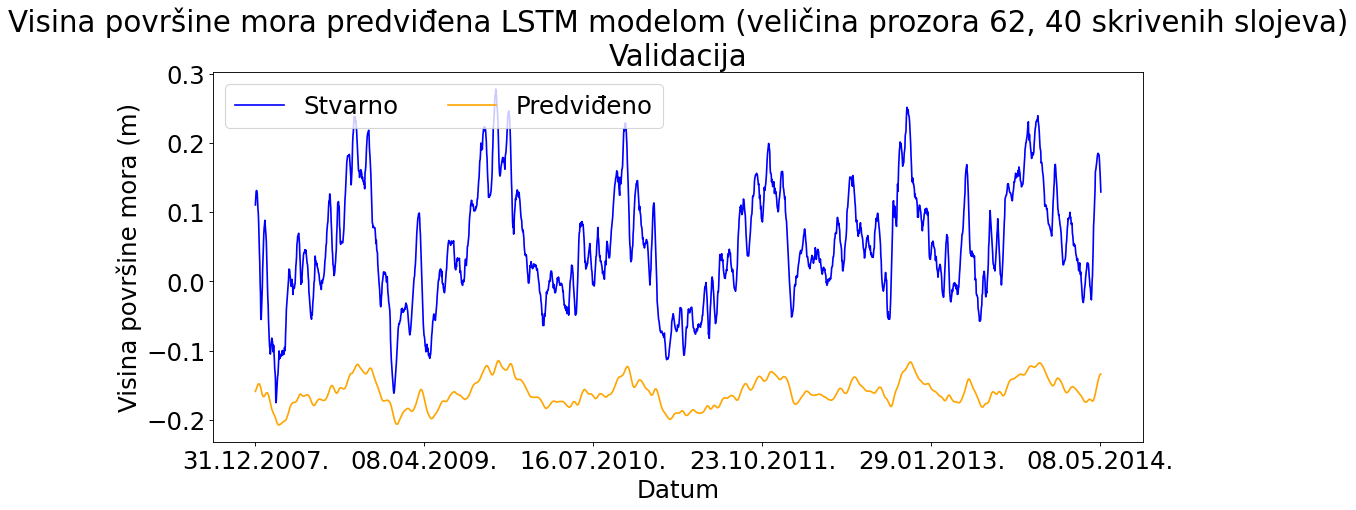 Visina površine mora predviđena LSTM modelom (veličina prozora 62, 40 skrivenih slojeva)
Validacija
Stvarno Predviđeno
Visina površine mora (m)
0.3
0.2
0.1
0.0
−0.1
−0.2
31.12.2007. 08.04.2009. 16.07.2010. 23.10.2011. 29.01.2013. 08.05.2014.
Datum